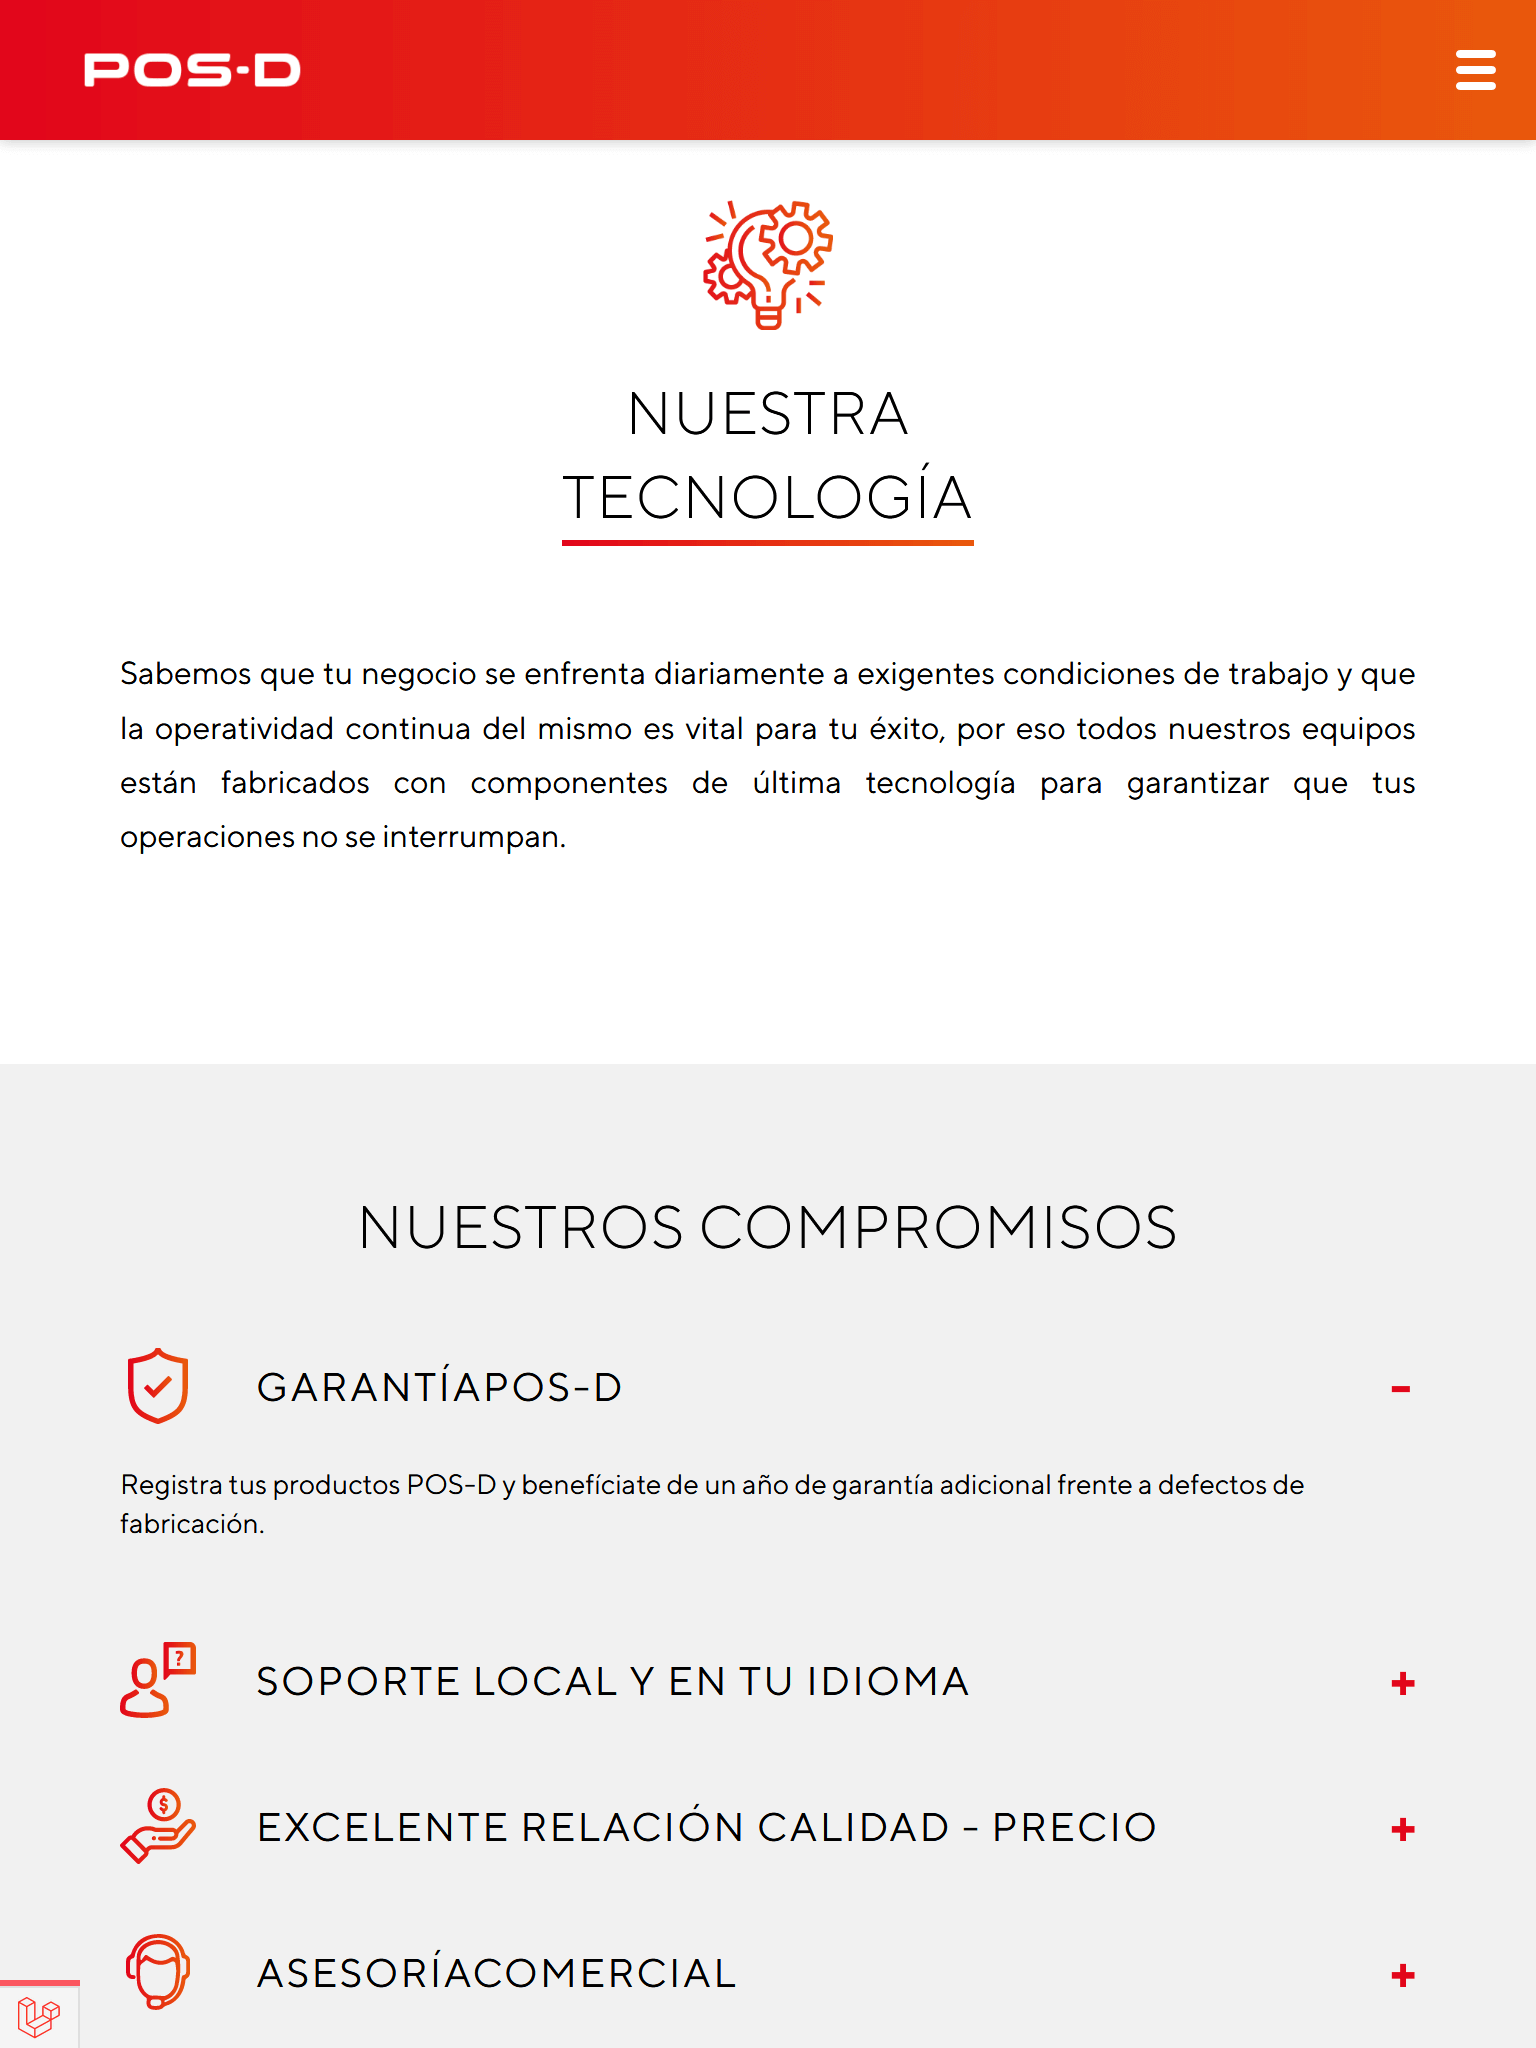 POS-D
NUESTRA
TECNOLOGÍA
Sabemos que tu negocio se enfrenta diariamente a exigentes condiciones de trabajo y que
la operatividad continua del mismo es vital para tu éxito, por eso todos nuestros equipos
están fabricados con componentes de última tecnología para garantizar que tus
operaciones no se interrumpan.
NUESTROS COMPROMISOS
GARANTÍAPOS-D
-
Registra tus productos POS-D y benefíciate de un año de garantía adicional frente a defectos de
fabricación.
?
SOPORTE LOCAL Y EN TU IDIOMA
+
$
EXCELENTE RELACIÓN CALIDAD - PRECIO
+
ASESORÍACOMERCIAL
+